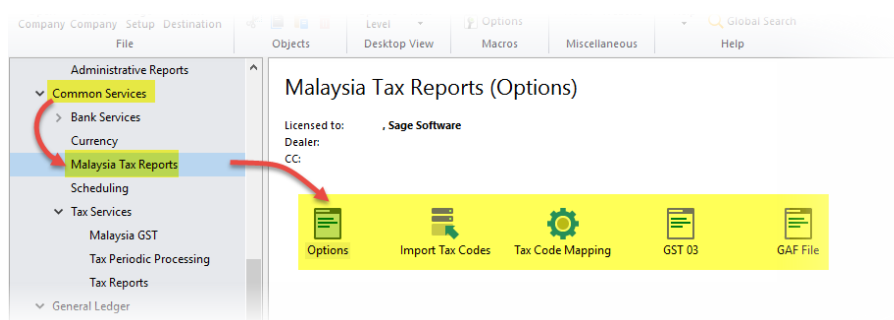 Company Company Setup Destination
Level
Options
Global Search
File
Objects
Desktop View
Macros
Miscellaneous
Help
Administrative Reports
Common Services
Bank Services
Currency
Malaysia Tax Reports
Scheduling
Tax Services
Malaysia GST
Tax Periodic Processing
Tax Reports
General Ledger
Malaysia Tax Reports (Options)
Licensed to: , Sage Software
Dealer:
CC:
Options
Import Tax Codes
Tax Code Mapping
GST 03
GAF File